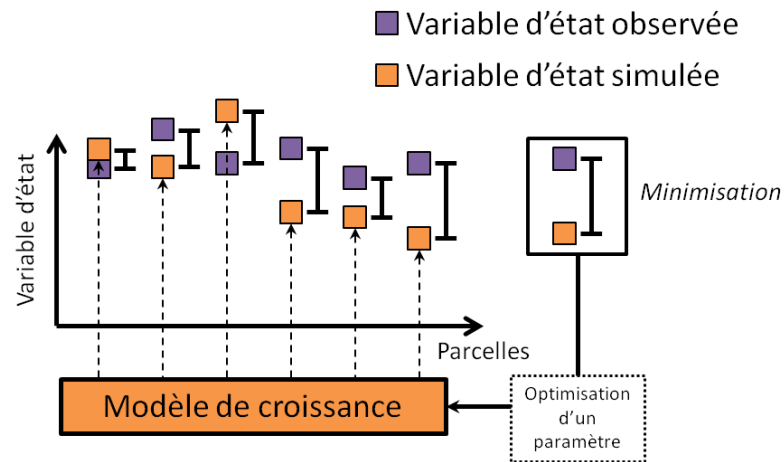 Variable d'état observée
Variable d'état simulée
Variable d'état
Minimisation
Parcelles
Modèle de croissance
Optimisation
d'un
paramètre